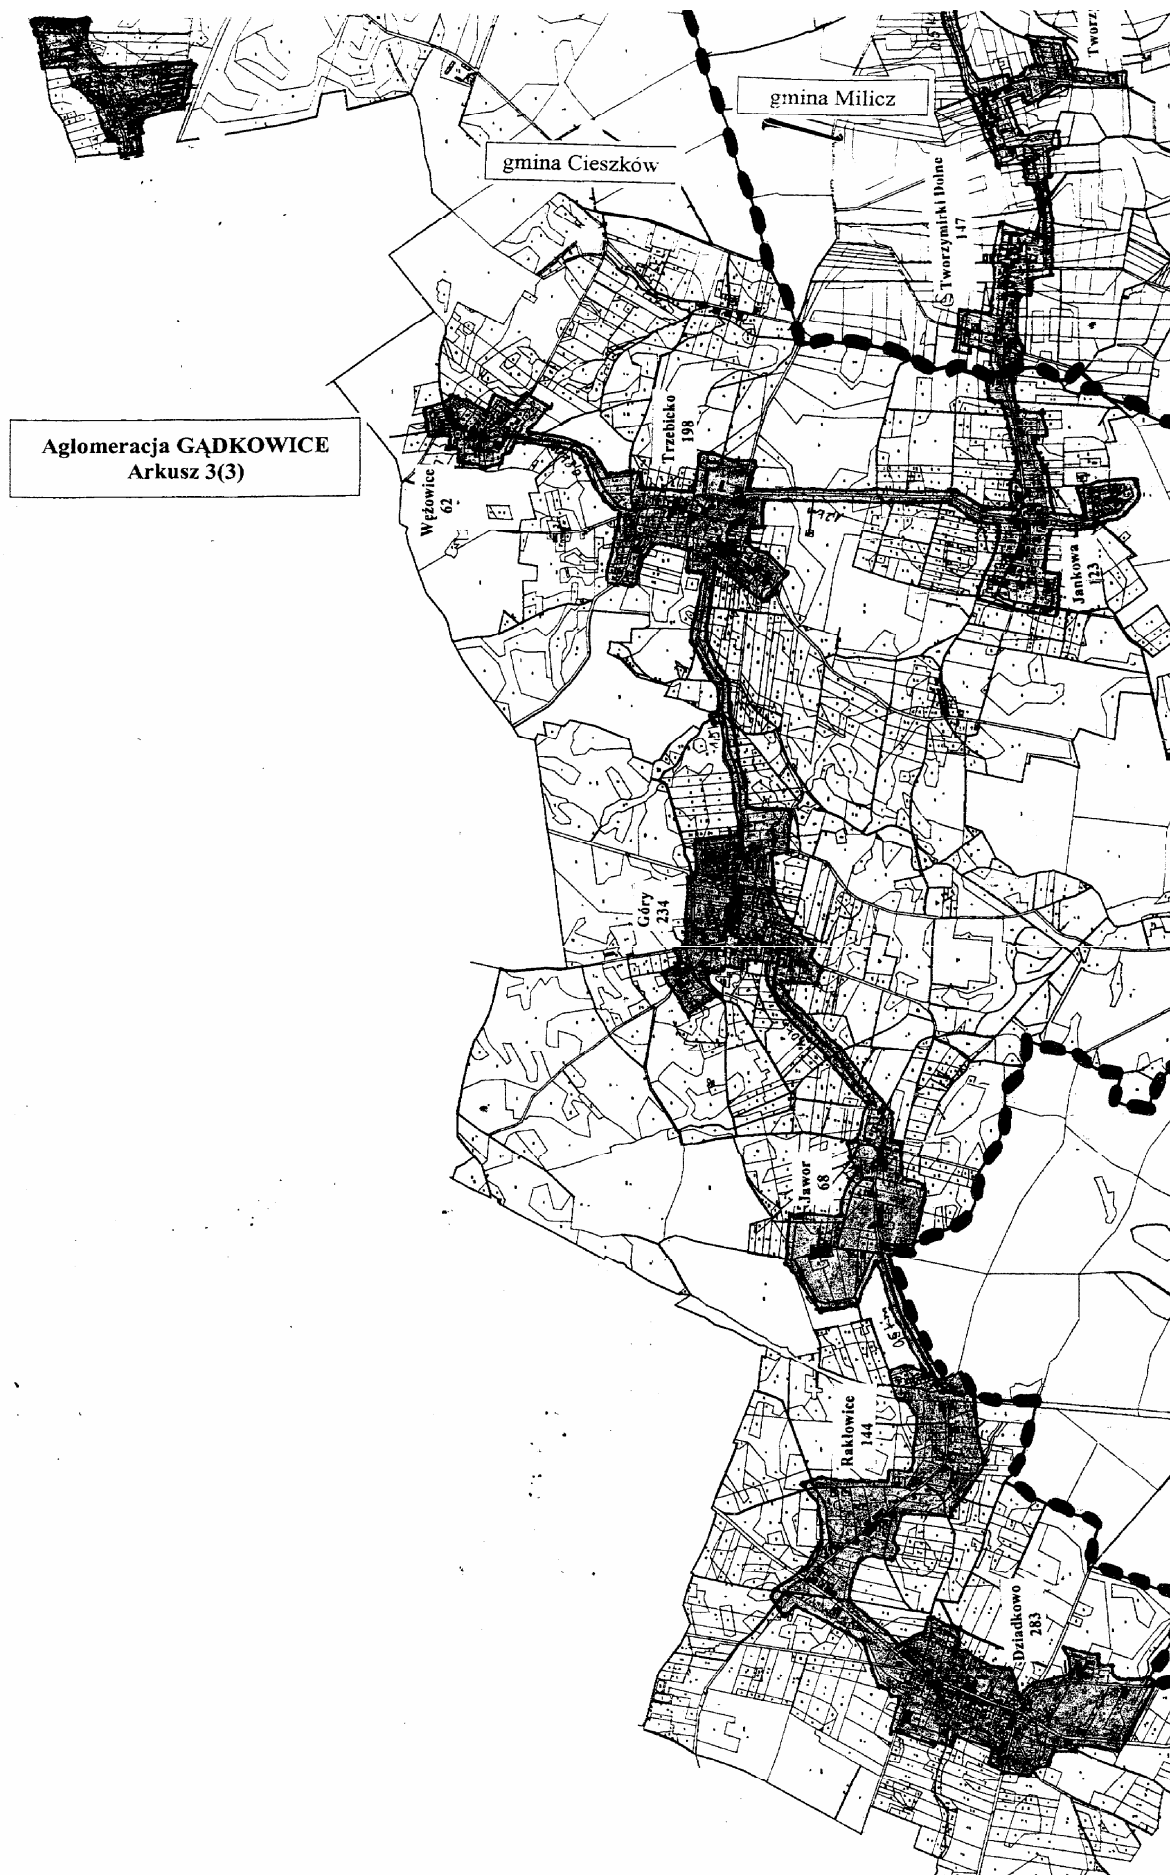 Tworz
gmina Milicz
gmina Cieszków
Tworzymirki Dolne
147
Trzebicko
198
Aglomeracja GĄDKOWICE
Arkusz 3(3)
Wężowice
62
Jankowa
123
Góry
234
Jawor
68
Rakłowice
144
Dziadkowo
283